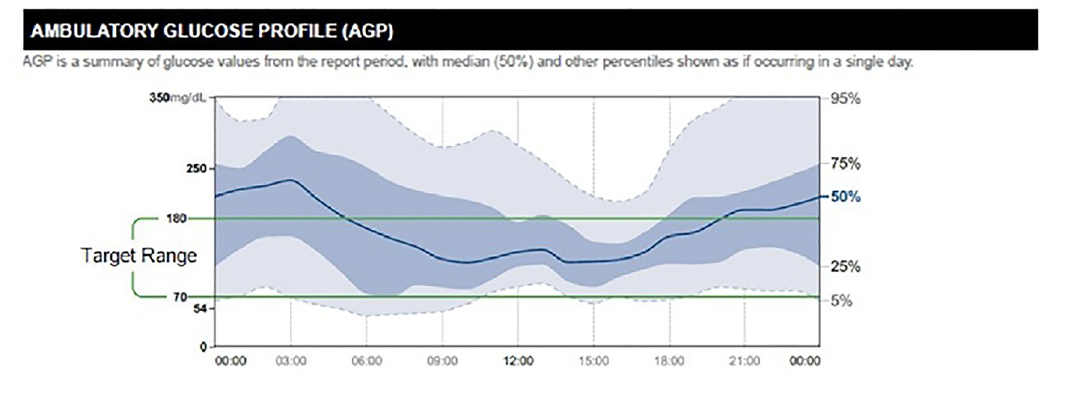 AMBULATORY GLUCOSE PROFILE (AGP)
AGP is a summary of glucose values from the report period, with median (50%) and other percentiles shown as if occurring in a single day.
350mg/dL
95%
250
75%
50%
180
Target Range
25%
70
5%
54
0
00:00 03:00 06:00 09:00 12:00 15:00 18:00 21:00 00:00